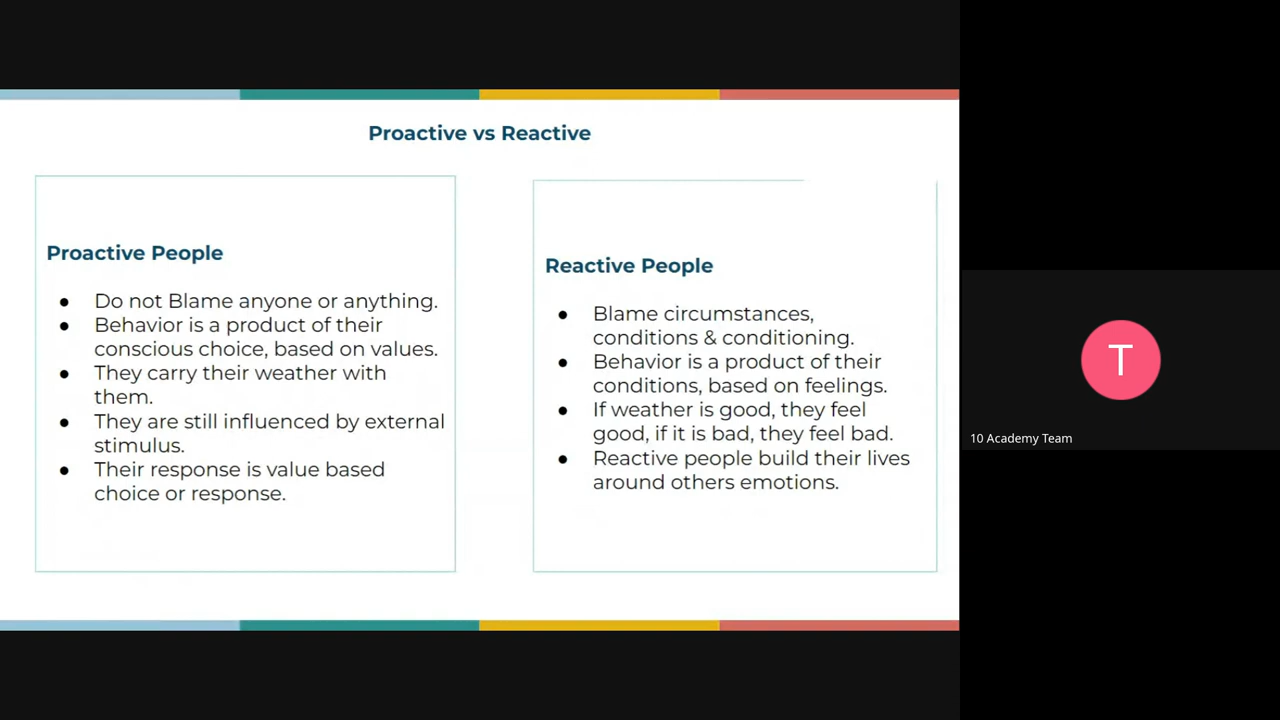 Proactive vs Reactive
Proactive People
● Do not Blame anyone or anything.
● Behavior is a product of their
conscious choice, based on values.
● They carry their weather with
them.
● They are still influenced by external
stimulus.
● Their response is value based
choice or response.
Reactive People
● Blame circumstances,
conditions & conditioning.
● Behavior is a product of their
conditions, based on feelings.
● If weather is good, they feel
good, if it is bad, they feel bad.
● Reactive people build their lives
around others emotions.
T
10 Academy Team